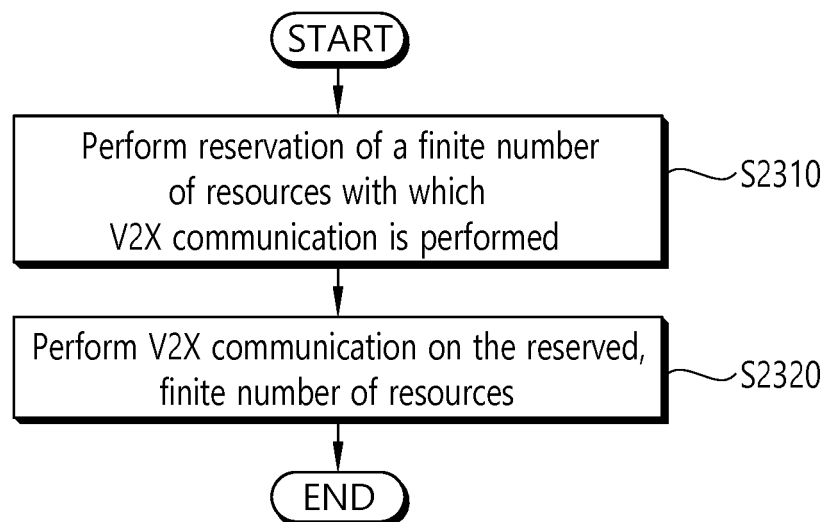 START
Perform reservation of a finite number
of resources with which
V2X communication is performed
S2310
Perform V2X communication on the reserved,
finite number of resources
S2320
END